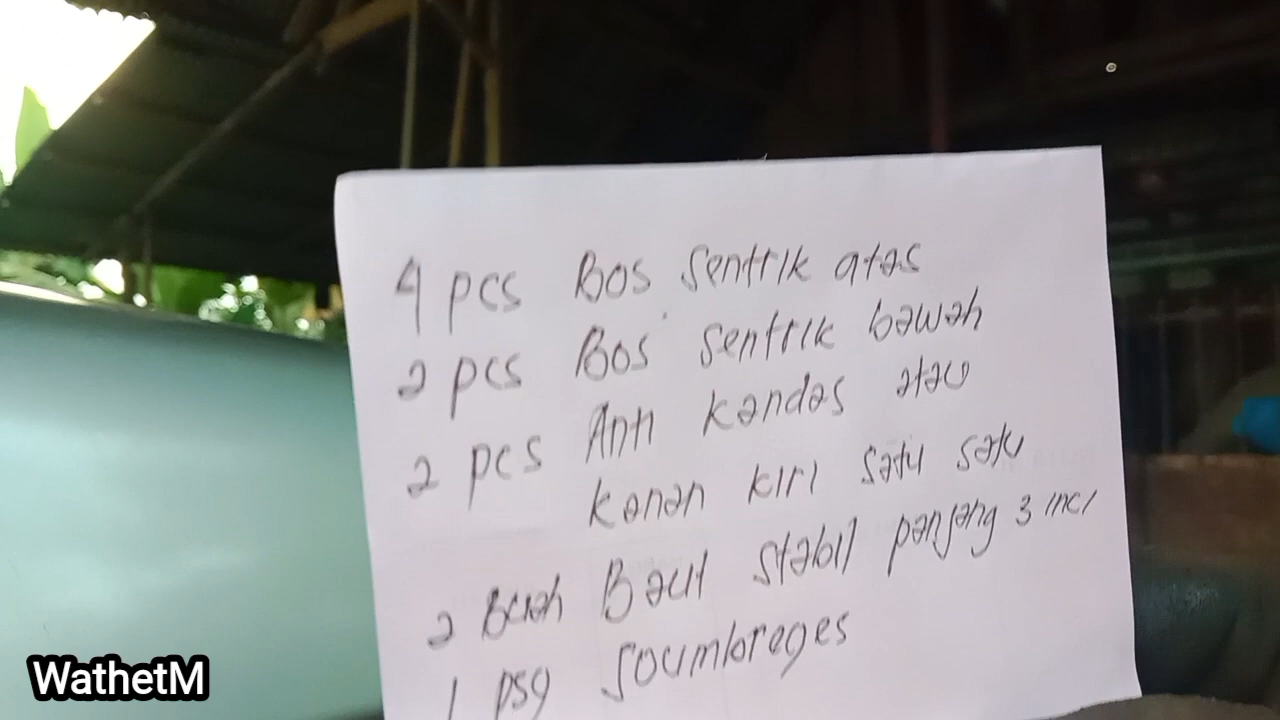 4 pcs Bos Sentrik atas
2 pcs Bos Sentrik bawah
2 pcs Anti kandas atau
kanan kiri satu satu
2 Buah Baut Stabil panjang 3 inci
1 psg Soumbreges
WathetM